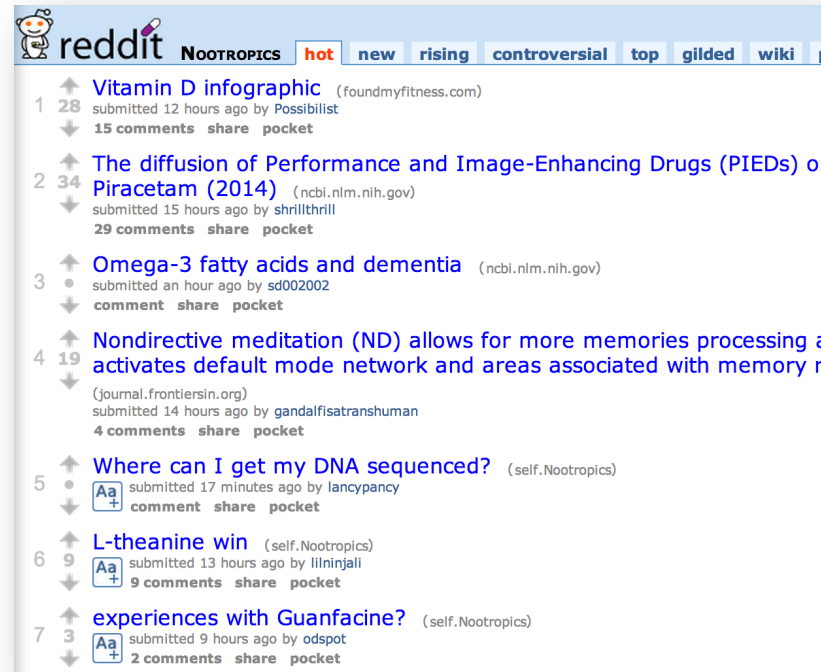 reddit NOOTROPICS hot new rising controversial top gilded wiki
1 28 Vitamin D infographic (foundmyfitness.com)
submitted 12 hours ago by Possibilist
15 comments share pocket
2 34 The diffusion of Performance and Image-Enhancing Drugs (PIEDs) o
Piracetam (2014) (ncbi.nlm.nih.gov)
submitted 15 hours ago by shrillthrill
29 comments share pocket
3 Omega-3 fatty acids and dementia (ncbi.nlm.nih.gov)
submitted an hour ago by sd002002
comment share pocket
4 19 Nondirective meditation (ND) allows for more memories processing a
activates default mode network and areas associated with memory r
(journal.frontiersin.org)
submitted 14 hours ago by gandalfisatranshuman
4 comments share pocket
5 Where can I get my DNA sequenced? (self.Nootropics)
Aa+ submitted 17 minutes ago by lancypancy
comment share pocket
6 9 L-theanine win (self.Nootropics)
Aa+ submitted 13 hours ago by lilninjali
9 comments share pocket
7 3 experiences with Guanfacine? (self.Nootropics)
Aa+ submitted 9 hours ago by odspot
2 comments share pocket